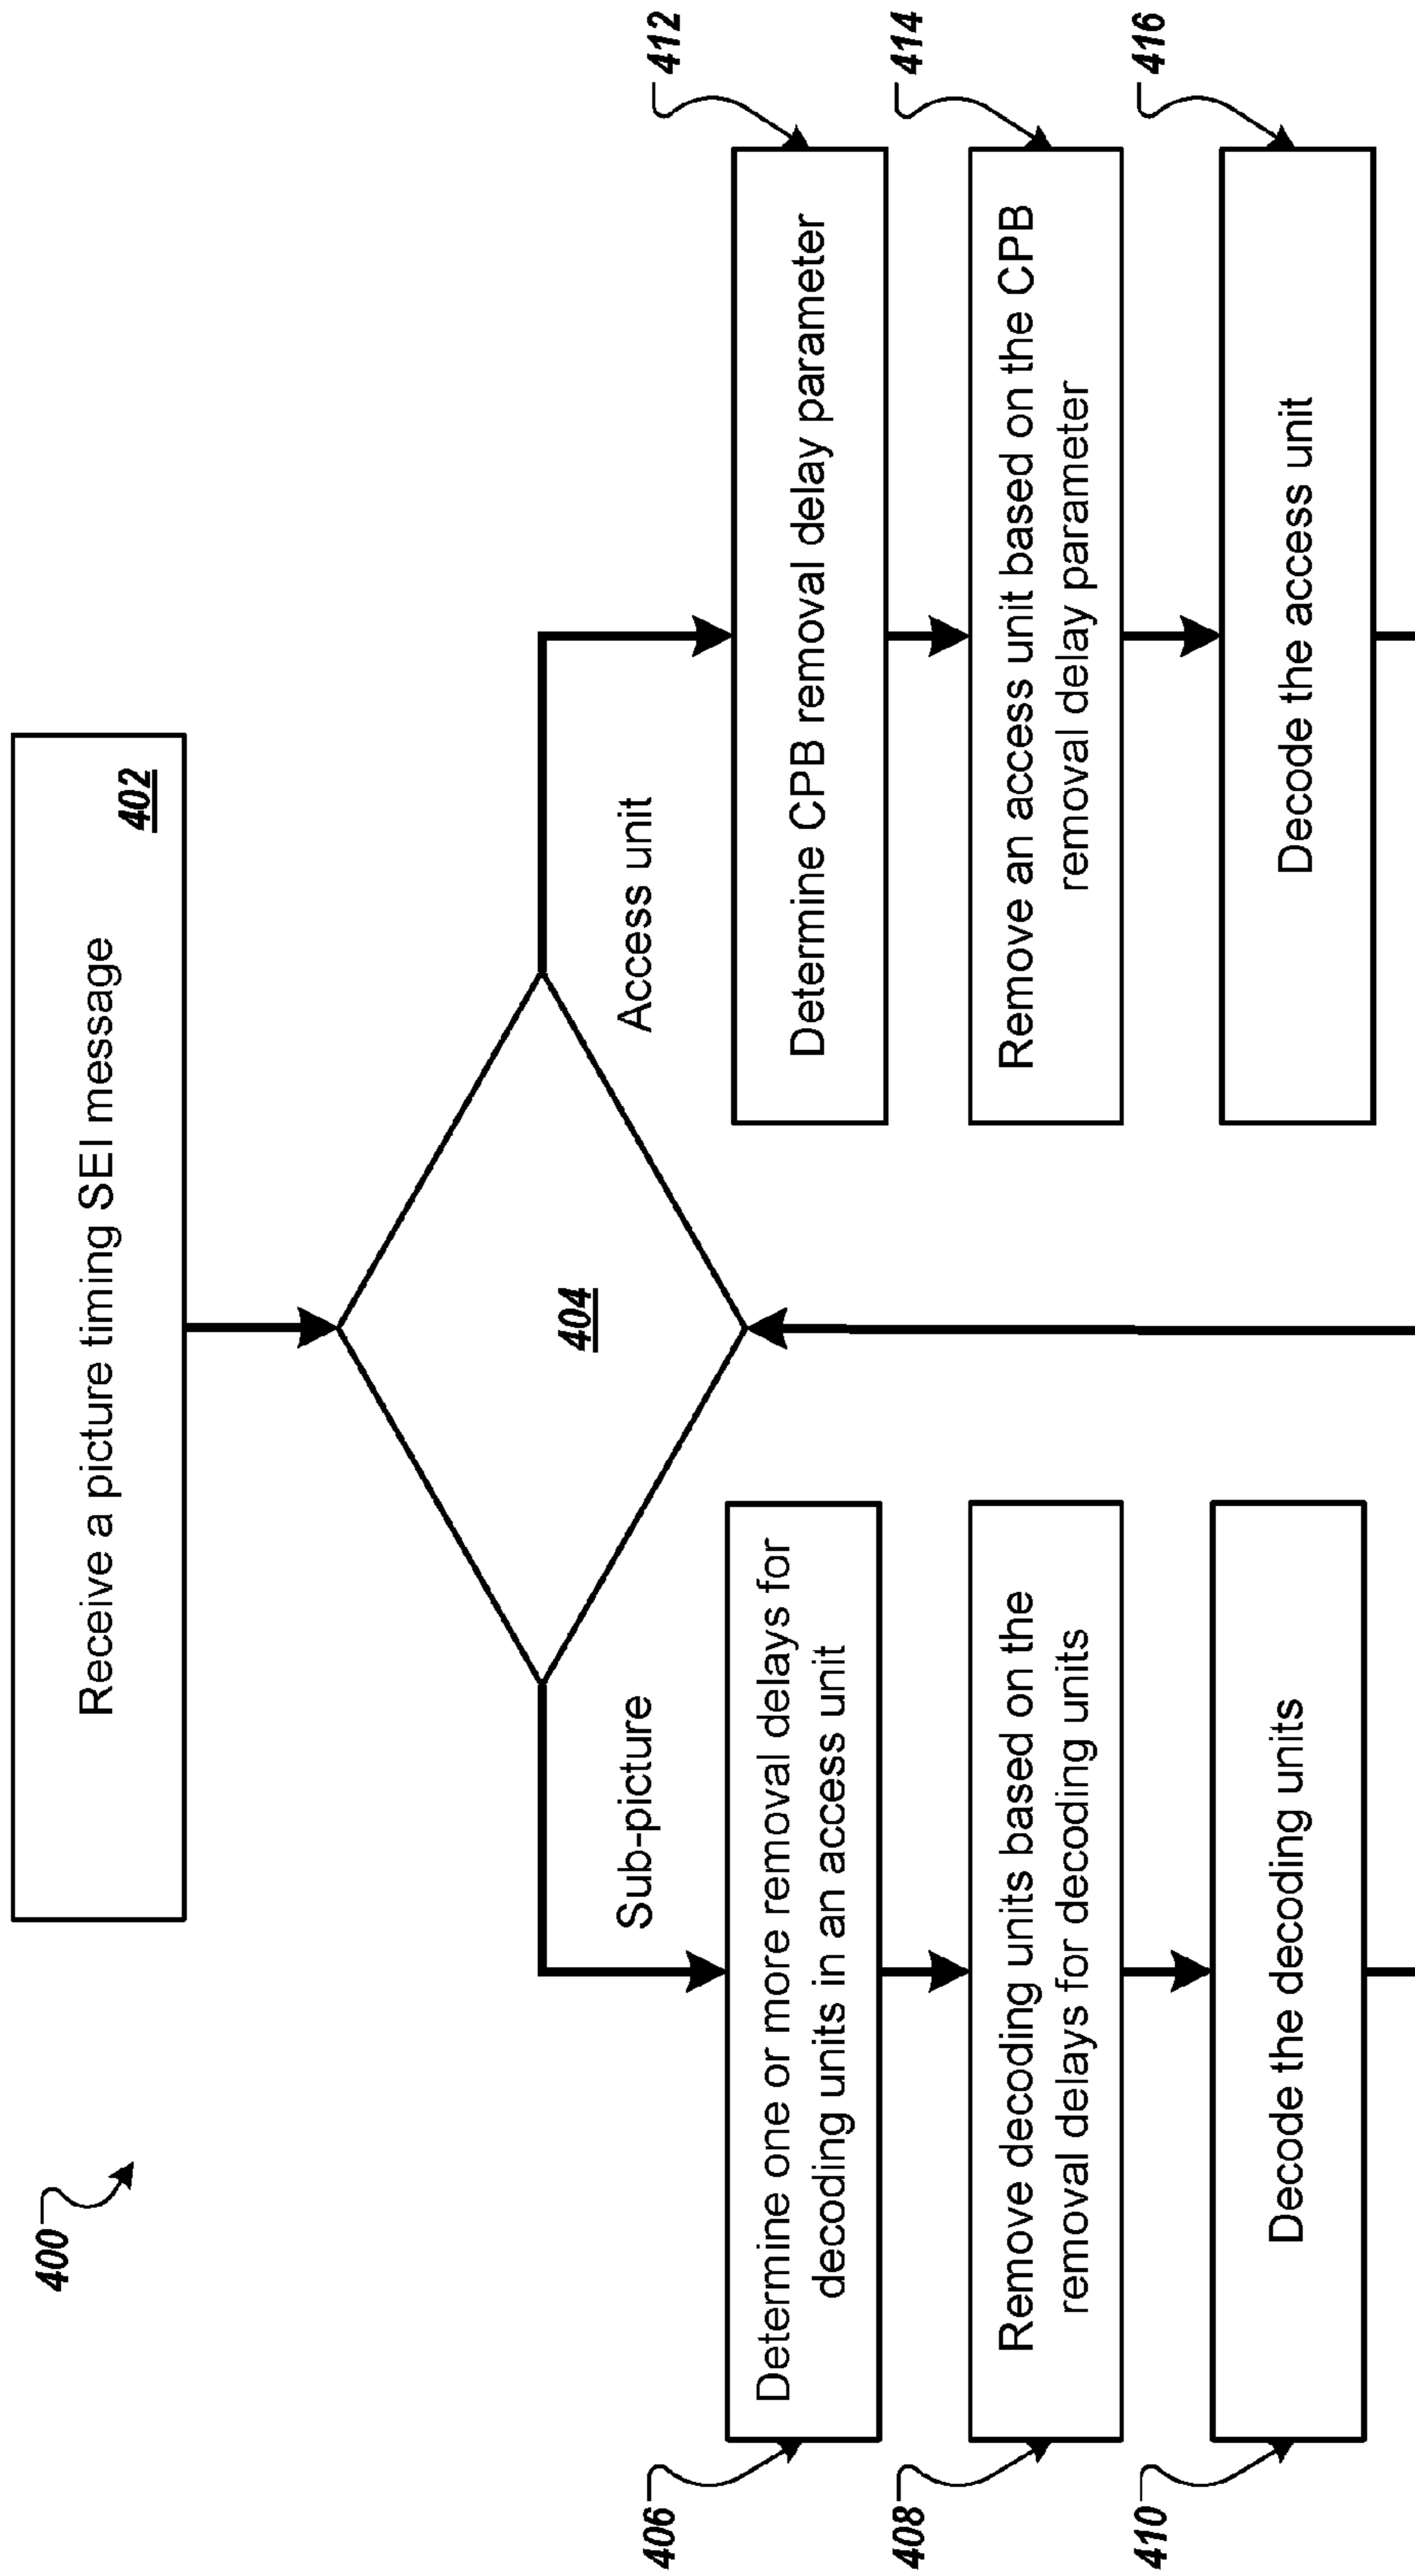 400
Receive a picture timing SEI message
402
404
Sub-picture
Access unit
406
Determine one or more removal delays for
decoding units in an access unit
Determine CPB removal delay parameter
412
408
Remove decoding units based on the
removal delays for decoding units
Remove an access unit based on the CPB
removal delay parameter
414
410
Decode the decoding units
Decode the access unit
416